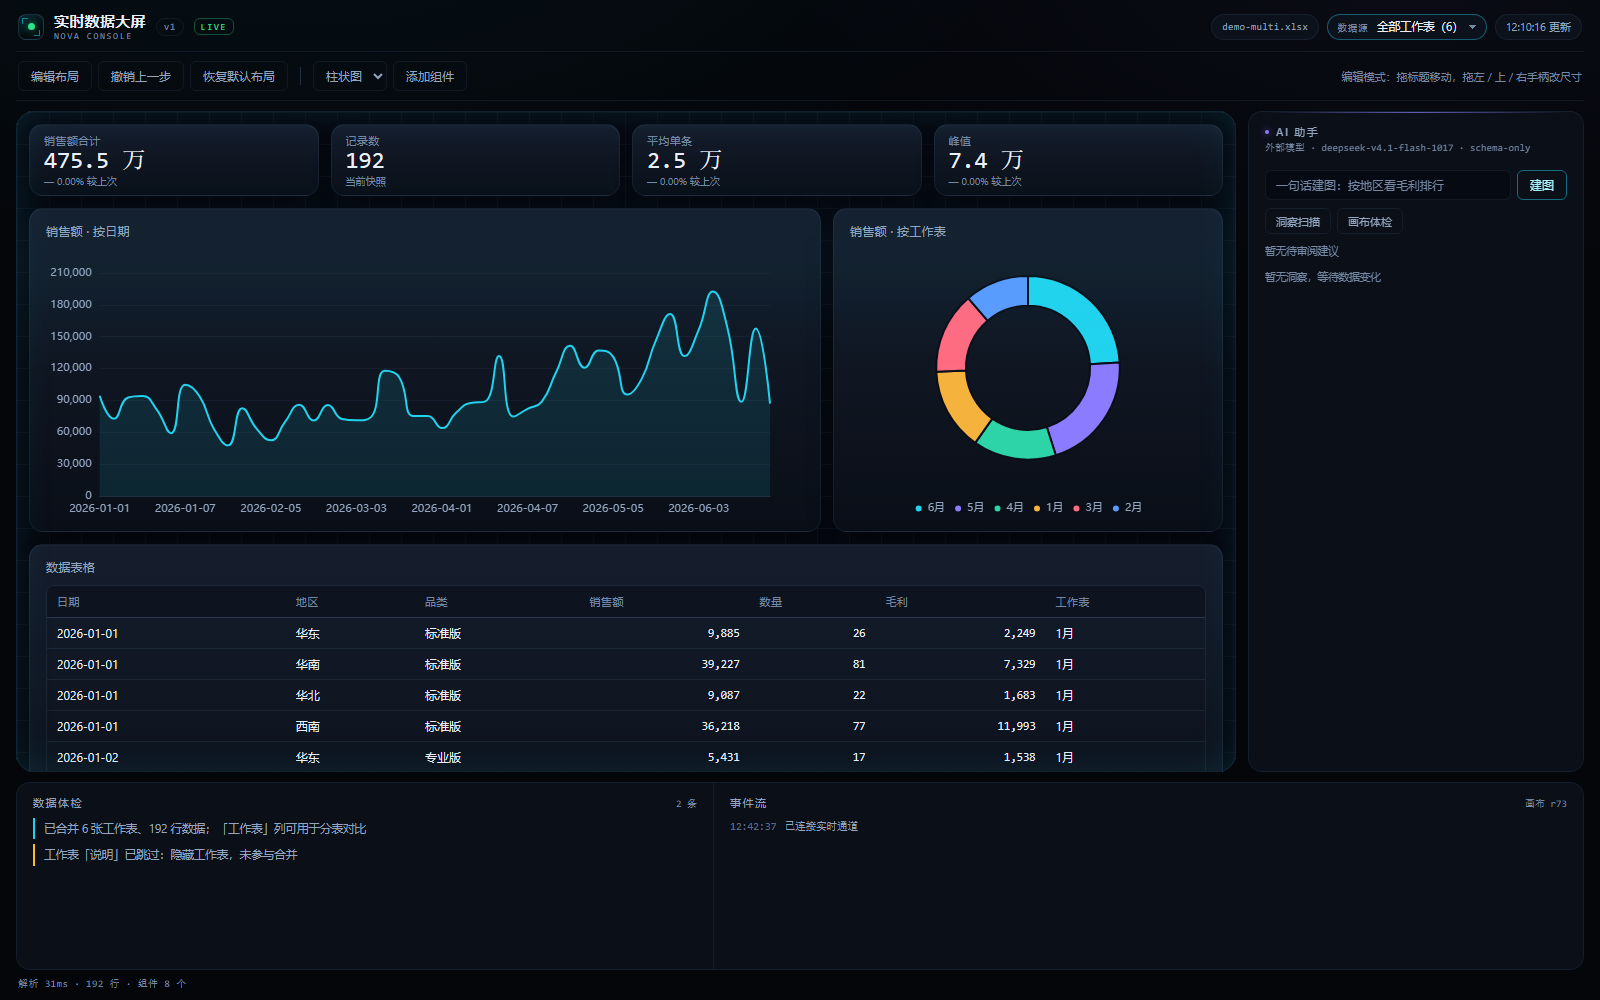 实时数据大屏 v1 LIVE
NOVA CONSOLE
demo-multi.xlsx 数据源 全部工作表 (6) 12:10:16 更新
编辑布局 撤销上一步 恢复默认布局 柱状图 添加组件
编辑模式：拖标题移动，拖左 / 上 / 右手柄改尺寸
销售额合计
475.5 万
— 0.00% 较上次
记录数
192
当前快照
平均单条
2.5 万
— 0.00% 较上次
峰值
7.4 万
— 0.00% 较上次
销售额 · 按日期
210,000
180,000
150,000
120,000
90,000
60,000
30,000
0
2026-01-01 2026-01-07 2026-02-05 2026-03-03 2026-04-01 2026-04-07 2026-05-05 2026-06-03
销售额 · 按工作表
6月 5月 4月 1月 3月 2月
数据表格
日期 地区 品类 销售额 数量 毛利 工作表
2026-01-01 华东 标准版 9,885 26 2,249 1月
2026-01-01 华南 标准版 39,227 81 7,329 1月
2026-01-01 华北 标准版 9,087 22 1,683 1月
2026-01-01 西南 标准版 36,218 77 11,993 1月
2026-01-02 华东 专业版 5,431 17 1,538 1月
AI 助手
外部模型 · deepseek-v4.1-flash-1017 · schema-only
一句话建图：按地区看毛利排行 建图
洞察扫描 画布体检
暂无待审阅建议
暂无洞察，等待数据变化
数据体检 2 条
已合并 6 张工作表、192 行数据；「工作表」列可用于分表对比
工作表「说明」已跳过：隐藏工作表，未参与合并
事件流 画布 r73
12:42:37 已连接实时通道
解析 31ms · 192 行 · 组件 8 个